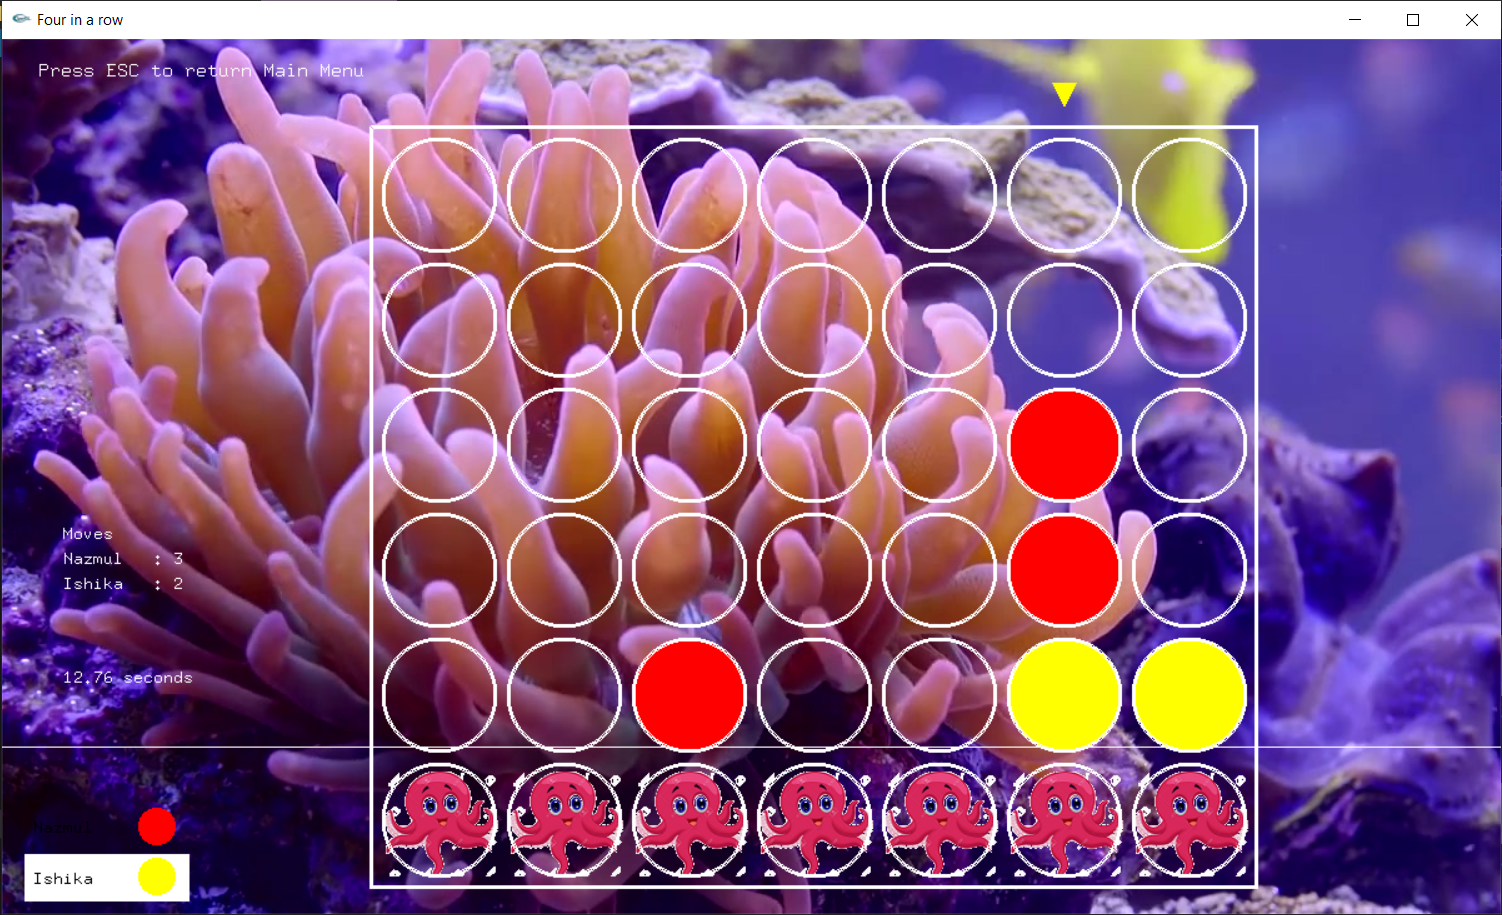 Four in a row
Press ESC to return Main Menu
Moves
Nazmul : 3
Ishika : 2
12.76 seconds
Nazmul
Ishika